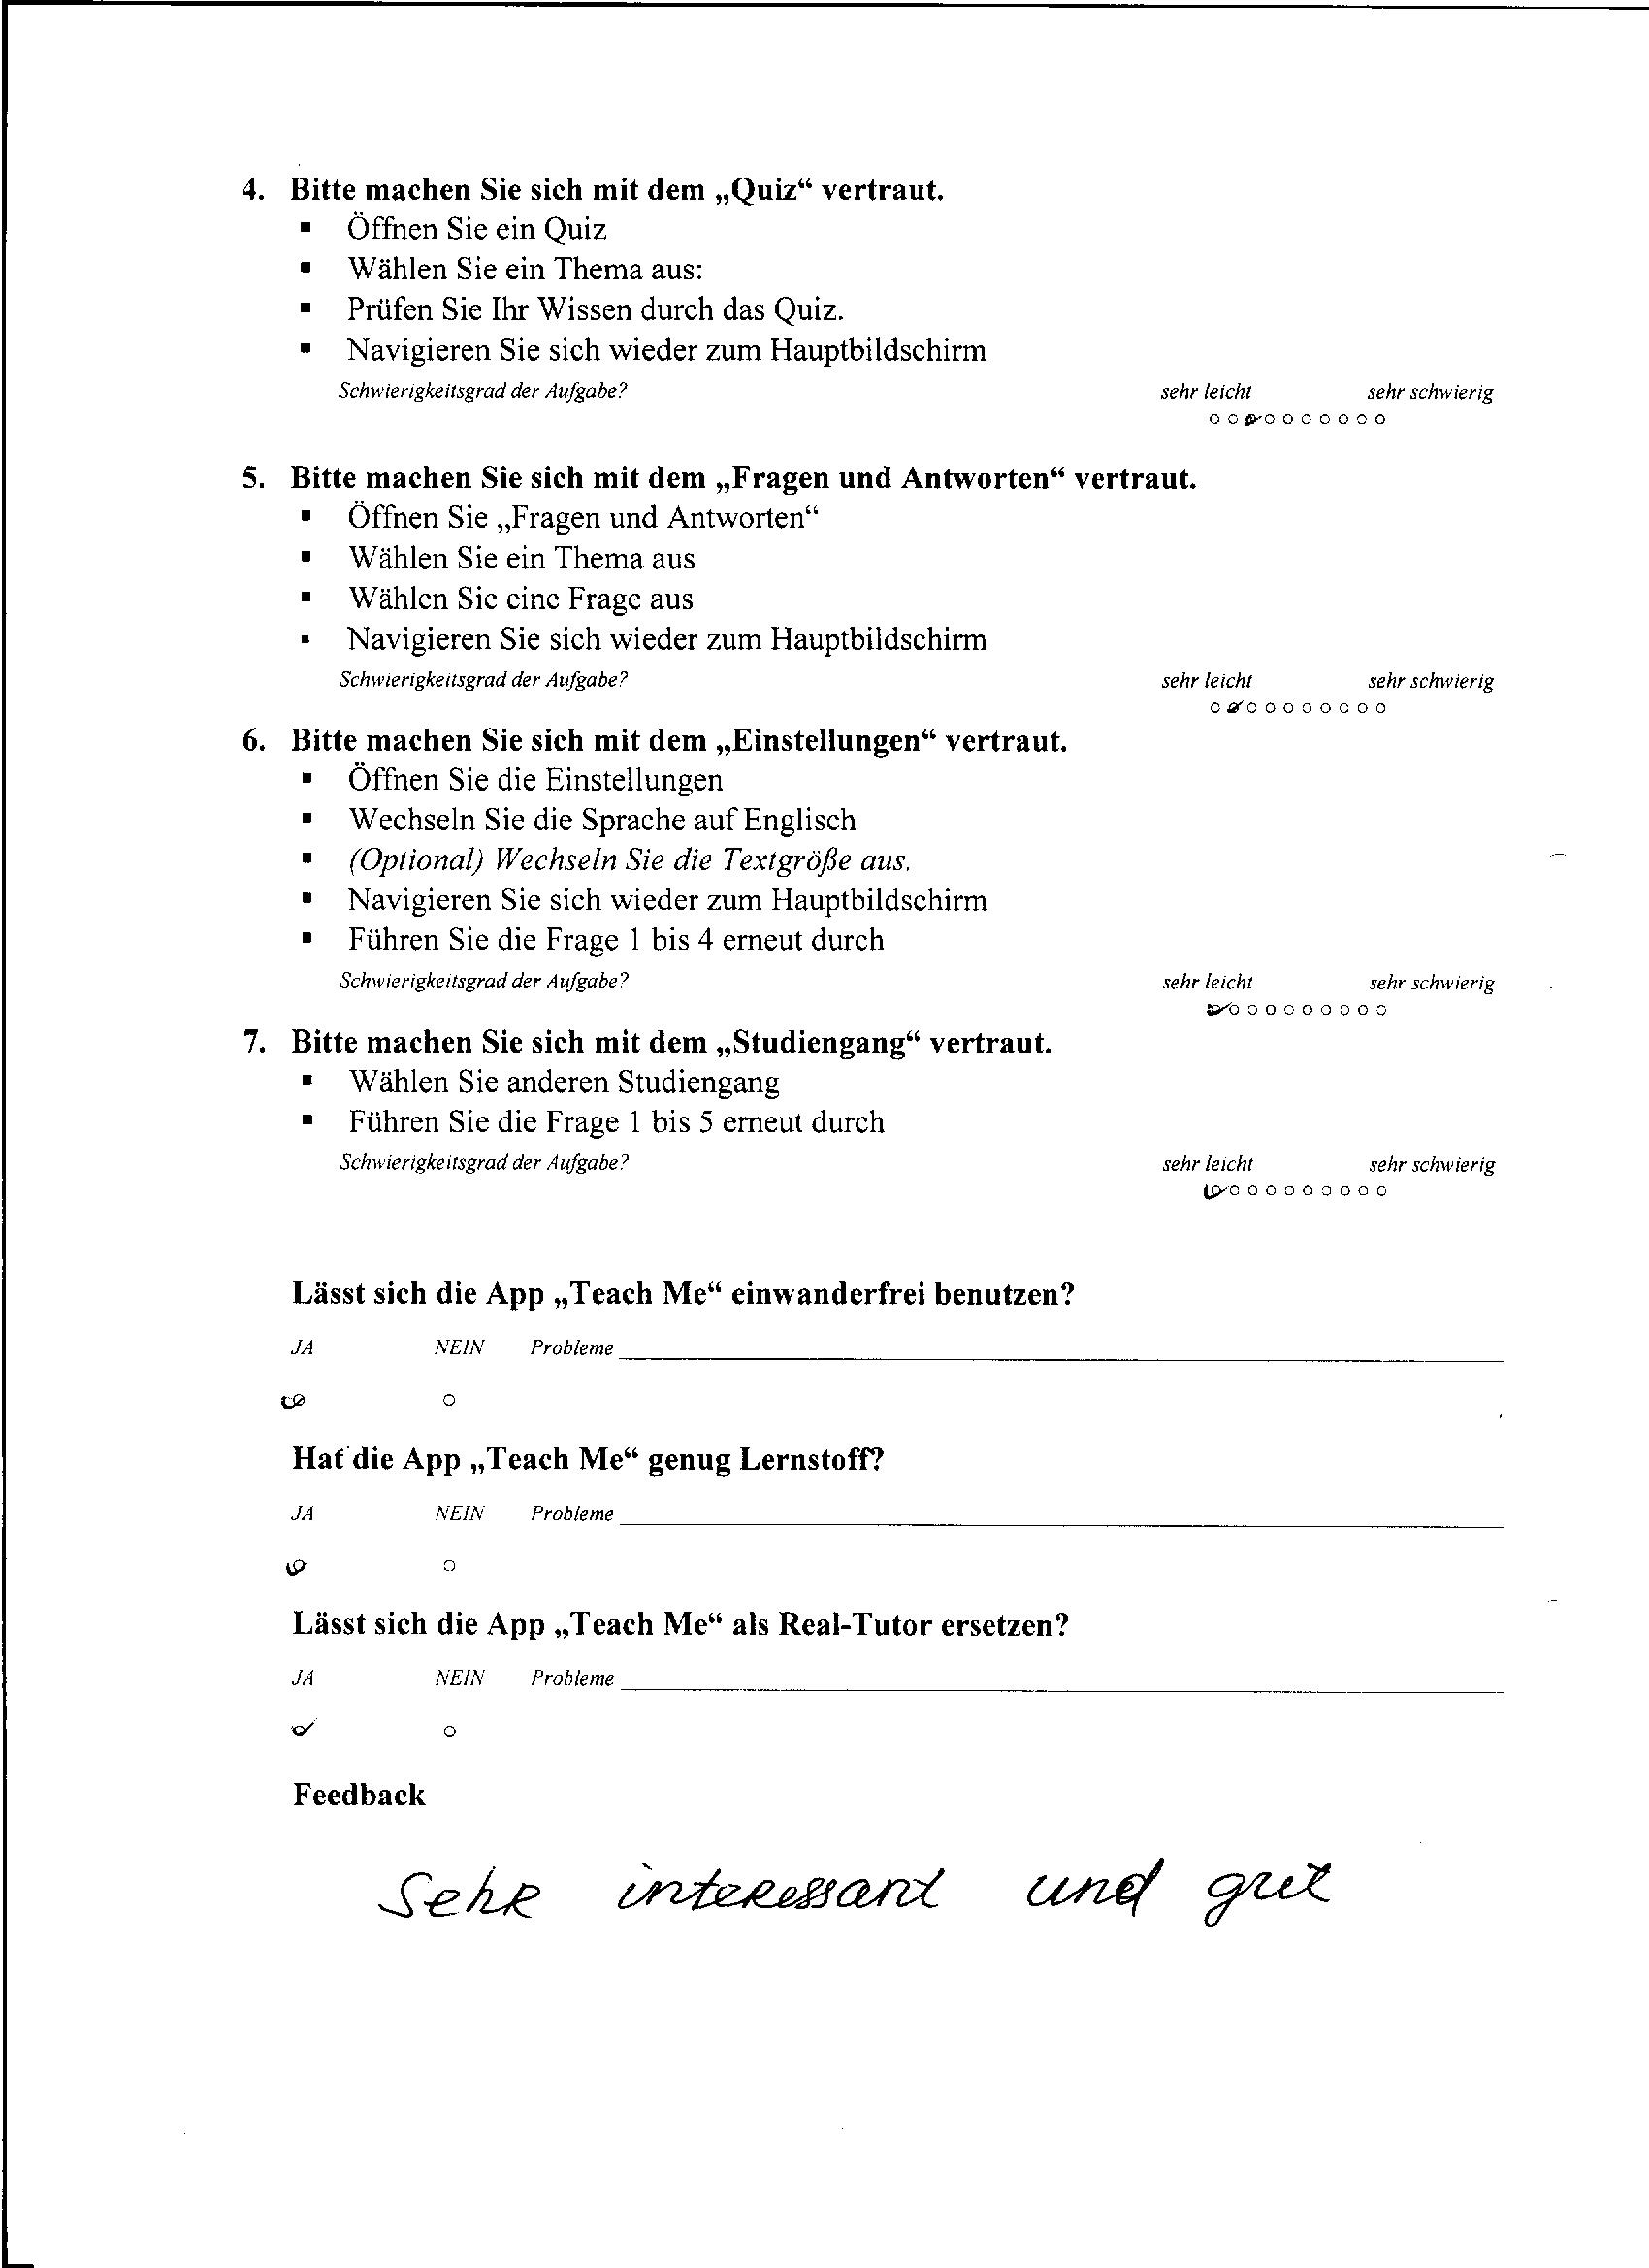 4. Bitte machen Sie sich mit dem „Quiz“ vertraut.
▪ Öffnen Sie ein Quiz
▪ Wählen Sie ein Thema aus:
▪ Prüfen Sie Ihr Wissen durch das Quiz.
▪ Navigieren Sie sich wieder zum Hauptbildschirm
Schwierigkeitsgrad der Aufgabe? sehr leicht sehr schwierig
5. Bitte machen Sie sich mit dem „Fragen und Antworten“ vertraut.
▪ Öffnen Sie „Fragen und Antworten“
▪ Wählen Sie ein Thema aus
▪ Wählen Sie eine Frage aus
▪ Navigieren Sie sich wieder zum Hauptbildschirm
Schwierigkeitsgrad der Aufgabe? sehr leicht sehr schwierig
6. Bitte machen Sie sich mit dem „Einstellungen“ vertraut.
▪ Öffnen Sie die Einstellungen
▪ Wechseln Sie die Sprache auf Englisch
▪ (Optional) Wechseln Sie die Textgröße aus.
▪ Navigieren Sie sich wieder zum Hauptbildschirm
▪ Führen Sie die Frage 1 bis 4 erneut durch
Schwierigkeitsgrad der Aufgabe? sehr leicht sehr schwierig
7. Bitte machen Sie sich mit dem „Studiengang“ vertraut.
▪ Wählen Sie anderen Studiengang
▪ Führen Sie die Frage 1 bis 5 erneut durch
Schwierigkeitsgrad der Aufgabe? sehr leicht sehr schwierig
Lässt sich die App „Teach Me“ einwanderfrei benutzen?
JA NEIN Probleme
Hat die App „Teach Me“ genug Lernstoff?
JA NEIN Probleme
Lässt sich die App „Teach Me“ als Real-Tutor ersetzen?
JA NEIN Probleme
Feedback
Sehr interessant und gut